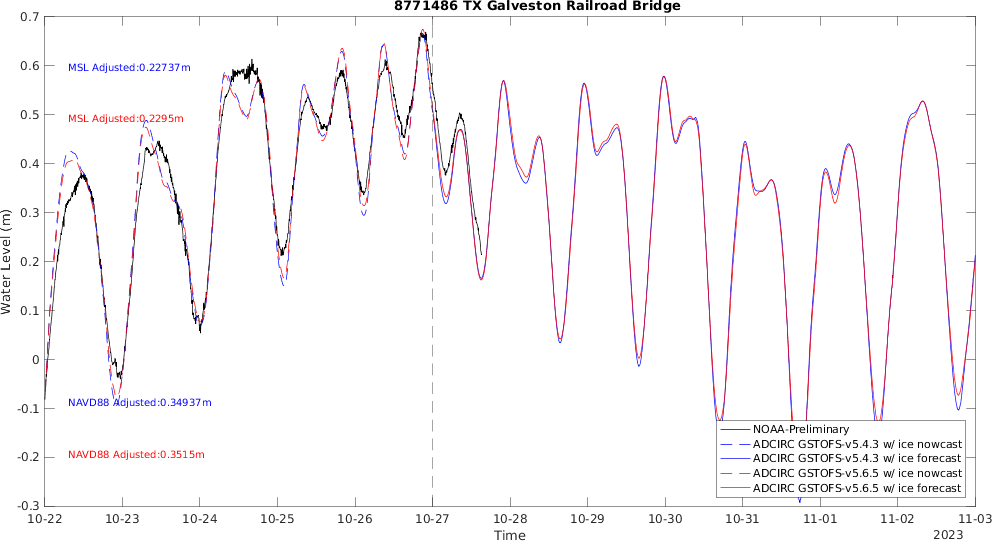 8771486 TX Galveston Railroad Bridge
0.7
0.6
0.5
0.4
0.3
0.2
0.1
0
-0.1
-0.2
-0.3
Water Level (m)
MSL Adjusted:0.22737m
MSL Adjusted:0.2295m
NAVD88 Adjusted:0.34937m
NAVD88 Adjusted:0.3515m
NOAA-Preliminary
ADCIRC GSTOFS-v5.4.3 w/ ice nowcast
ADCIRC GSTOFS-v5.4.3 w/ ice forecast
ADCIRC GSTOFS-v5.6.5 w/ ice nowcast
ADCIRC GSTOFS-v5.6.5 w/ ice forecast
10-22 10-23 10-24 10-25 10-26 10-27 10-28 10-29 10-30 10-31 11-01 11-02 11-03
Time
2023